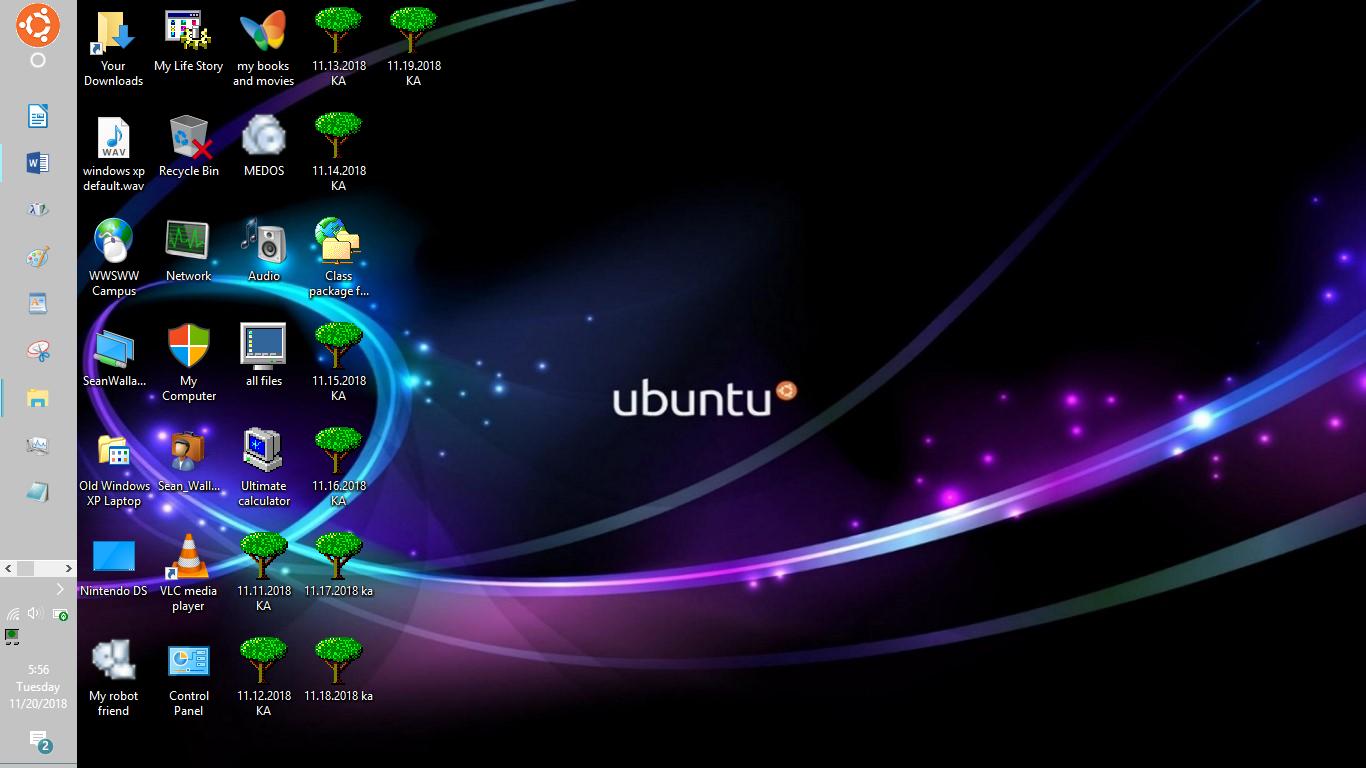 Your
Downloads
My Life Story
my books
and movies
11.13.2018
KA
11.19.2018
KA
WAV
windows xp
default.wav
Recycle Bin
MEDOS
11.14.2018
KA
WWSWW
Campus
Network
Audio
Class
package f...
SeanWalla...
My
Computer
all files
11.15.2018
KA
ubuntu
Old Windows
XP Laptop
Sean_Wall...
Ultimate
calculator
11.16.2018
KA
Nintendo DS
VLC media
player
11.11.2018
KA
11.17.2018 ka
My robot
friend
Control
Panel
11.12.2018
KA
11.18.2018 ka
5:56
Tuesday
11/20/2018
2